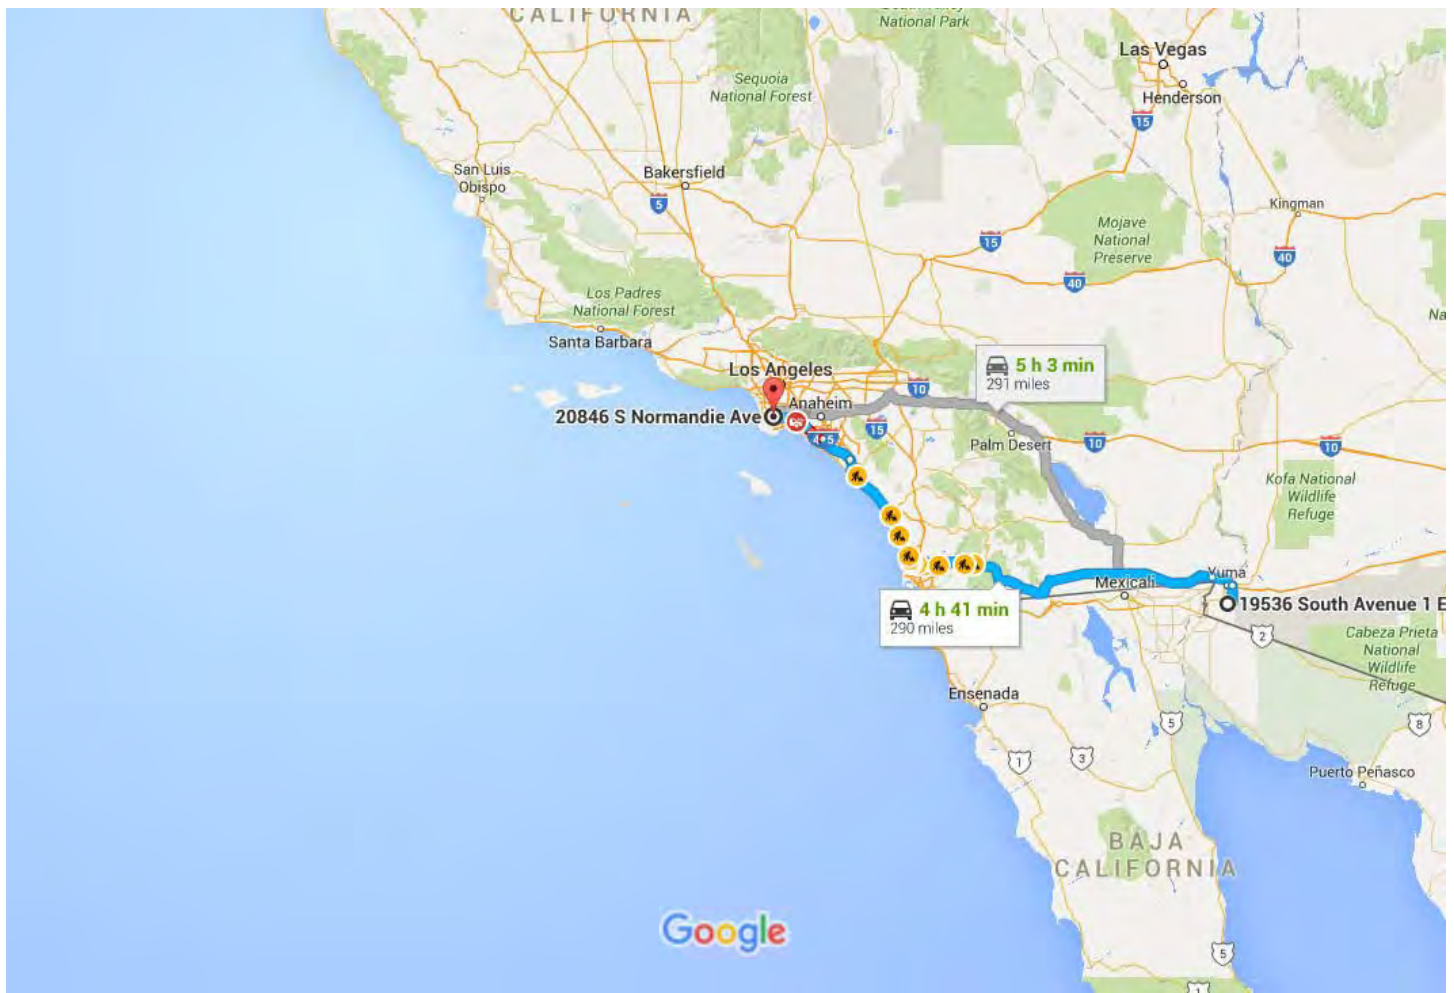 CALIFORNIA
National Park
Las Vegas
Henderson
Sequoia
National Forest
15
San Luis
Obispo
Bakersfield
5
Kingman
Mojave
National
Preserve
15
40
40
Los Padres
National Forest
Santa Barbara
Na
5 h 3 min
291 miles
Los Angeles
10
20846 S Normandie Ave
Anaheim
15
5
Palm Desert
10
10
Kofa National
Wildlife
Refuge
Mexicali
Yuma
4 h 41 min
290 miles
19536 South Avenue 1 E
2
Cabeza Prieta
National
Wildlife
Refuge
Ensenada
5
8
1
3
Puerto Peñasco
BAJA
CALIFORNIA
Google
5
1